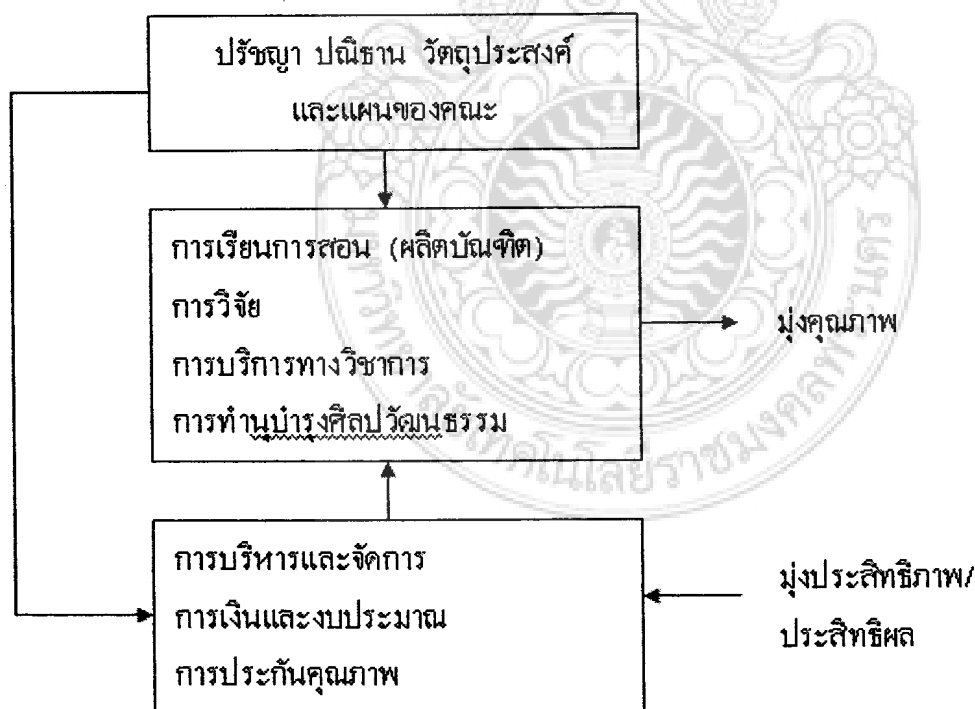 ปรัชญา ปณิธาน วัตถุประสงค์
และแผนของคณะ
การเรียนการสอน (ผลิตบัณฑิต)
การวิจัย
การบริการทางวิชาการ
การทำนุบำรุงศิลปวัฒนธรรม
มุ่งคุณภาพ
การบริหารและจัดการ
การเงินและงบประมาณ
การประกันคุณภาพ
มุ่งประสิทธิภาพ/
ประสิทธิผล